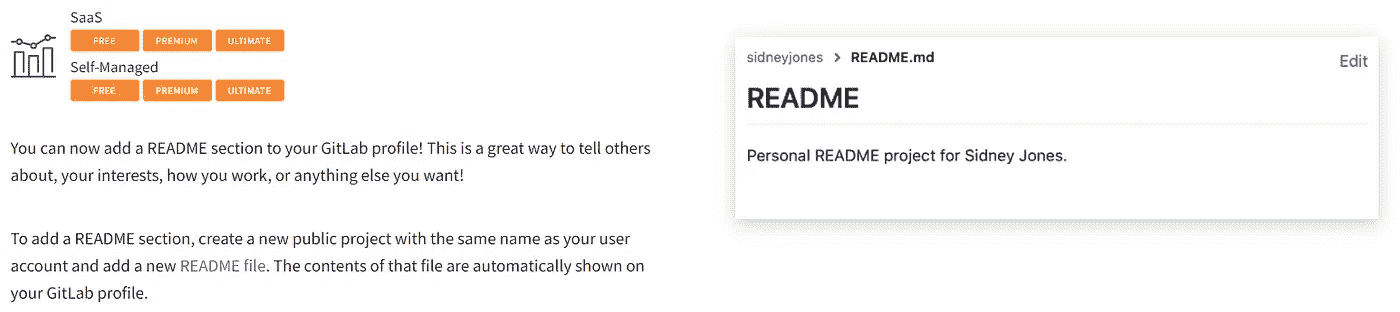 SaaS
FREE PREMIUM ULTIMATE
Self-Managed
FREE PREMIUM ULTIMATE
You can now add a README section to your GitLab profile! This is a great way to tell others
about, your interests, how you work, or anything else you want!
To add a README section, create a new public project with the same name as your user
account and add a new README file. The contents of that file are automatically shown on
your GitLab profile.
sidneyjones > README.md
Edit
README
Personal README project for Sidney Jones.